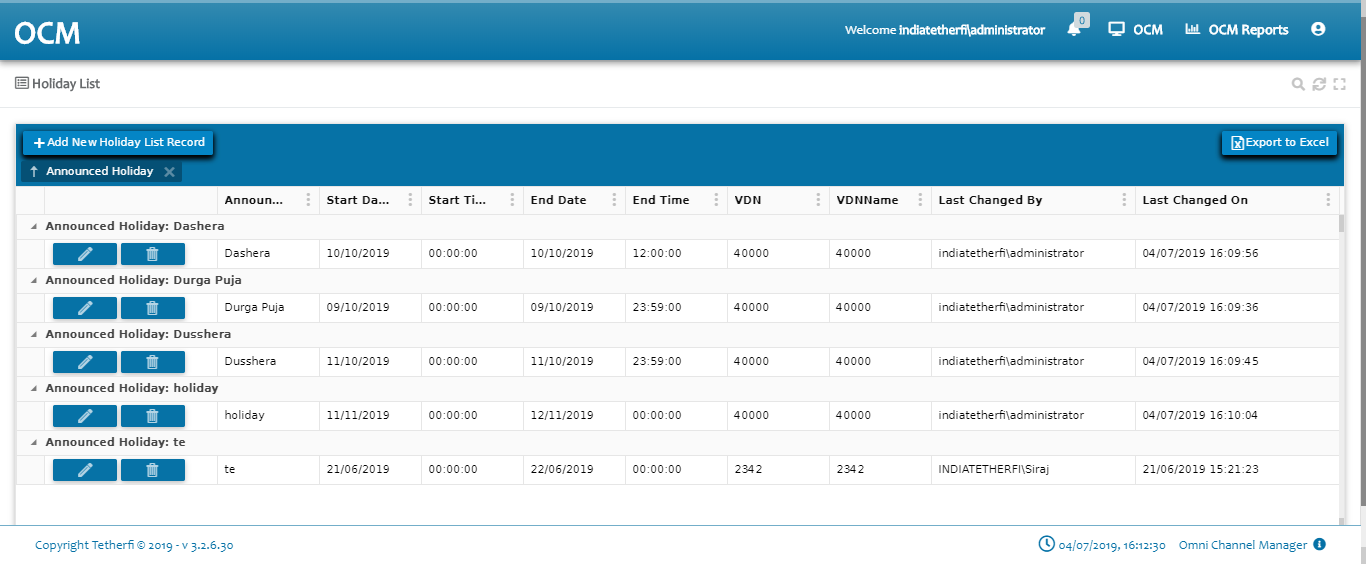 OCM
Welcome indiatetherfi\administrator 0 OCM OCM Reports
Holiday List
Add New Holiday List Record Export to Excel
Announced Holiday
Announ... Start Da... Start Ti... End Date End Time VDN VDNName Last Changed By Last Changed On
Announced Holiday: Dashera
Dashera 10/10/2019 00:00:00 10/10/2019 12:00:00 40000 40000 indiatetherfi\administrator 04/07/2019 16:09:56
Announced Holiday: Durga Puja
Durga Puja 09/10/2019 00:00:00 09/10/2019 23:59:00 40000 40000 indiatetherfi\administrator 04/07/2019 16:09:36
Announced Holiday: Dusshera
Dusshera 11/10/2019 00:00:00 11/10/2019 23:59:00 40000 40000 indiatetherfi\administrator 04/07/2019 16:09:45
Announced Holiday: holiday
holiday 11/11/2019 00:00:00 12/11/2019 00:00:00 40000 40000 indiatetherfi\administrator 04/07/2019 16:10:04
Announced Holiday: te
te 21/06/2019 00:00:00 22/06/2019 00:00:00 2342 2342 INDIATETHERFI\Siraj 21/06/2019 15:21:23
Copyright Tetherfi © 2019 - v 3.2.6.30 04/07/2019, 16:12:30 Omni Channel Manager